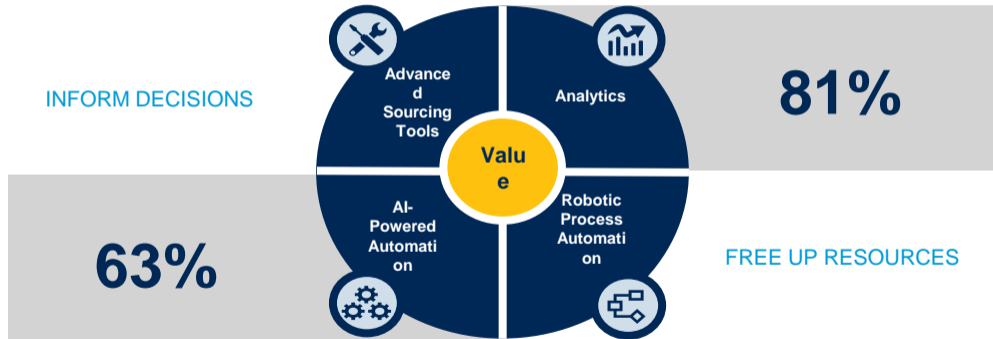 INFORM DECISIONS
Advance
d
Sourcing
Tools
Analytics
81%
Valu
e
63%
AI-
Powered
Automati
on
Robotic
Process
Automati
on
FREE UP RESOURCES